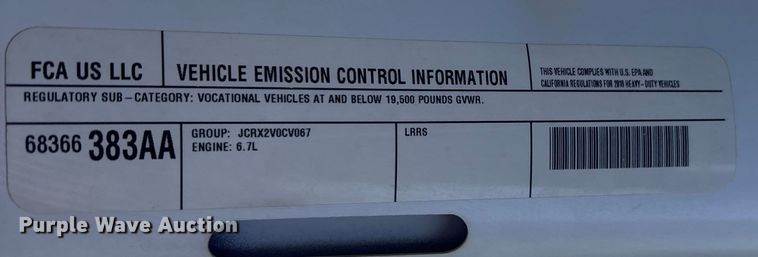 FCA US LLC
VEHICLE EMISSION CONTROL INFORMATION
THIS VEHICLE COMPLIES WITH U.S. EPA AND
CALIFORNIA REGULATIONS FOR 2018 HEAVY-DUTY VEHICLES
REGULATORY SUB-CATEGORY: VOCATIONAL VEHICLES AT AND BELOW 19,500 POUNDS GVWR.
68366 383AA
GROUP: JCRX2V0CV067
ENGINE: 6.7L
LRRS
Purple Wave Auction